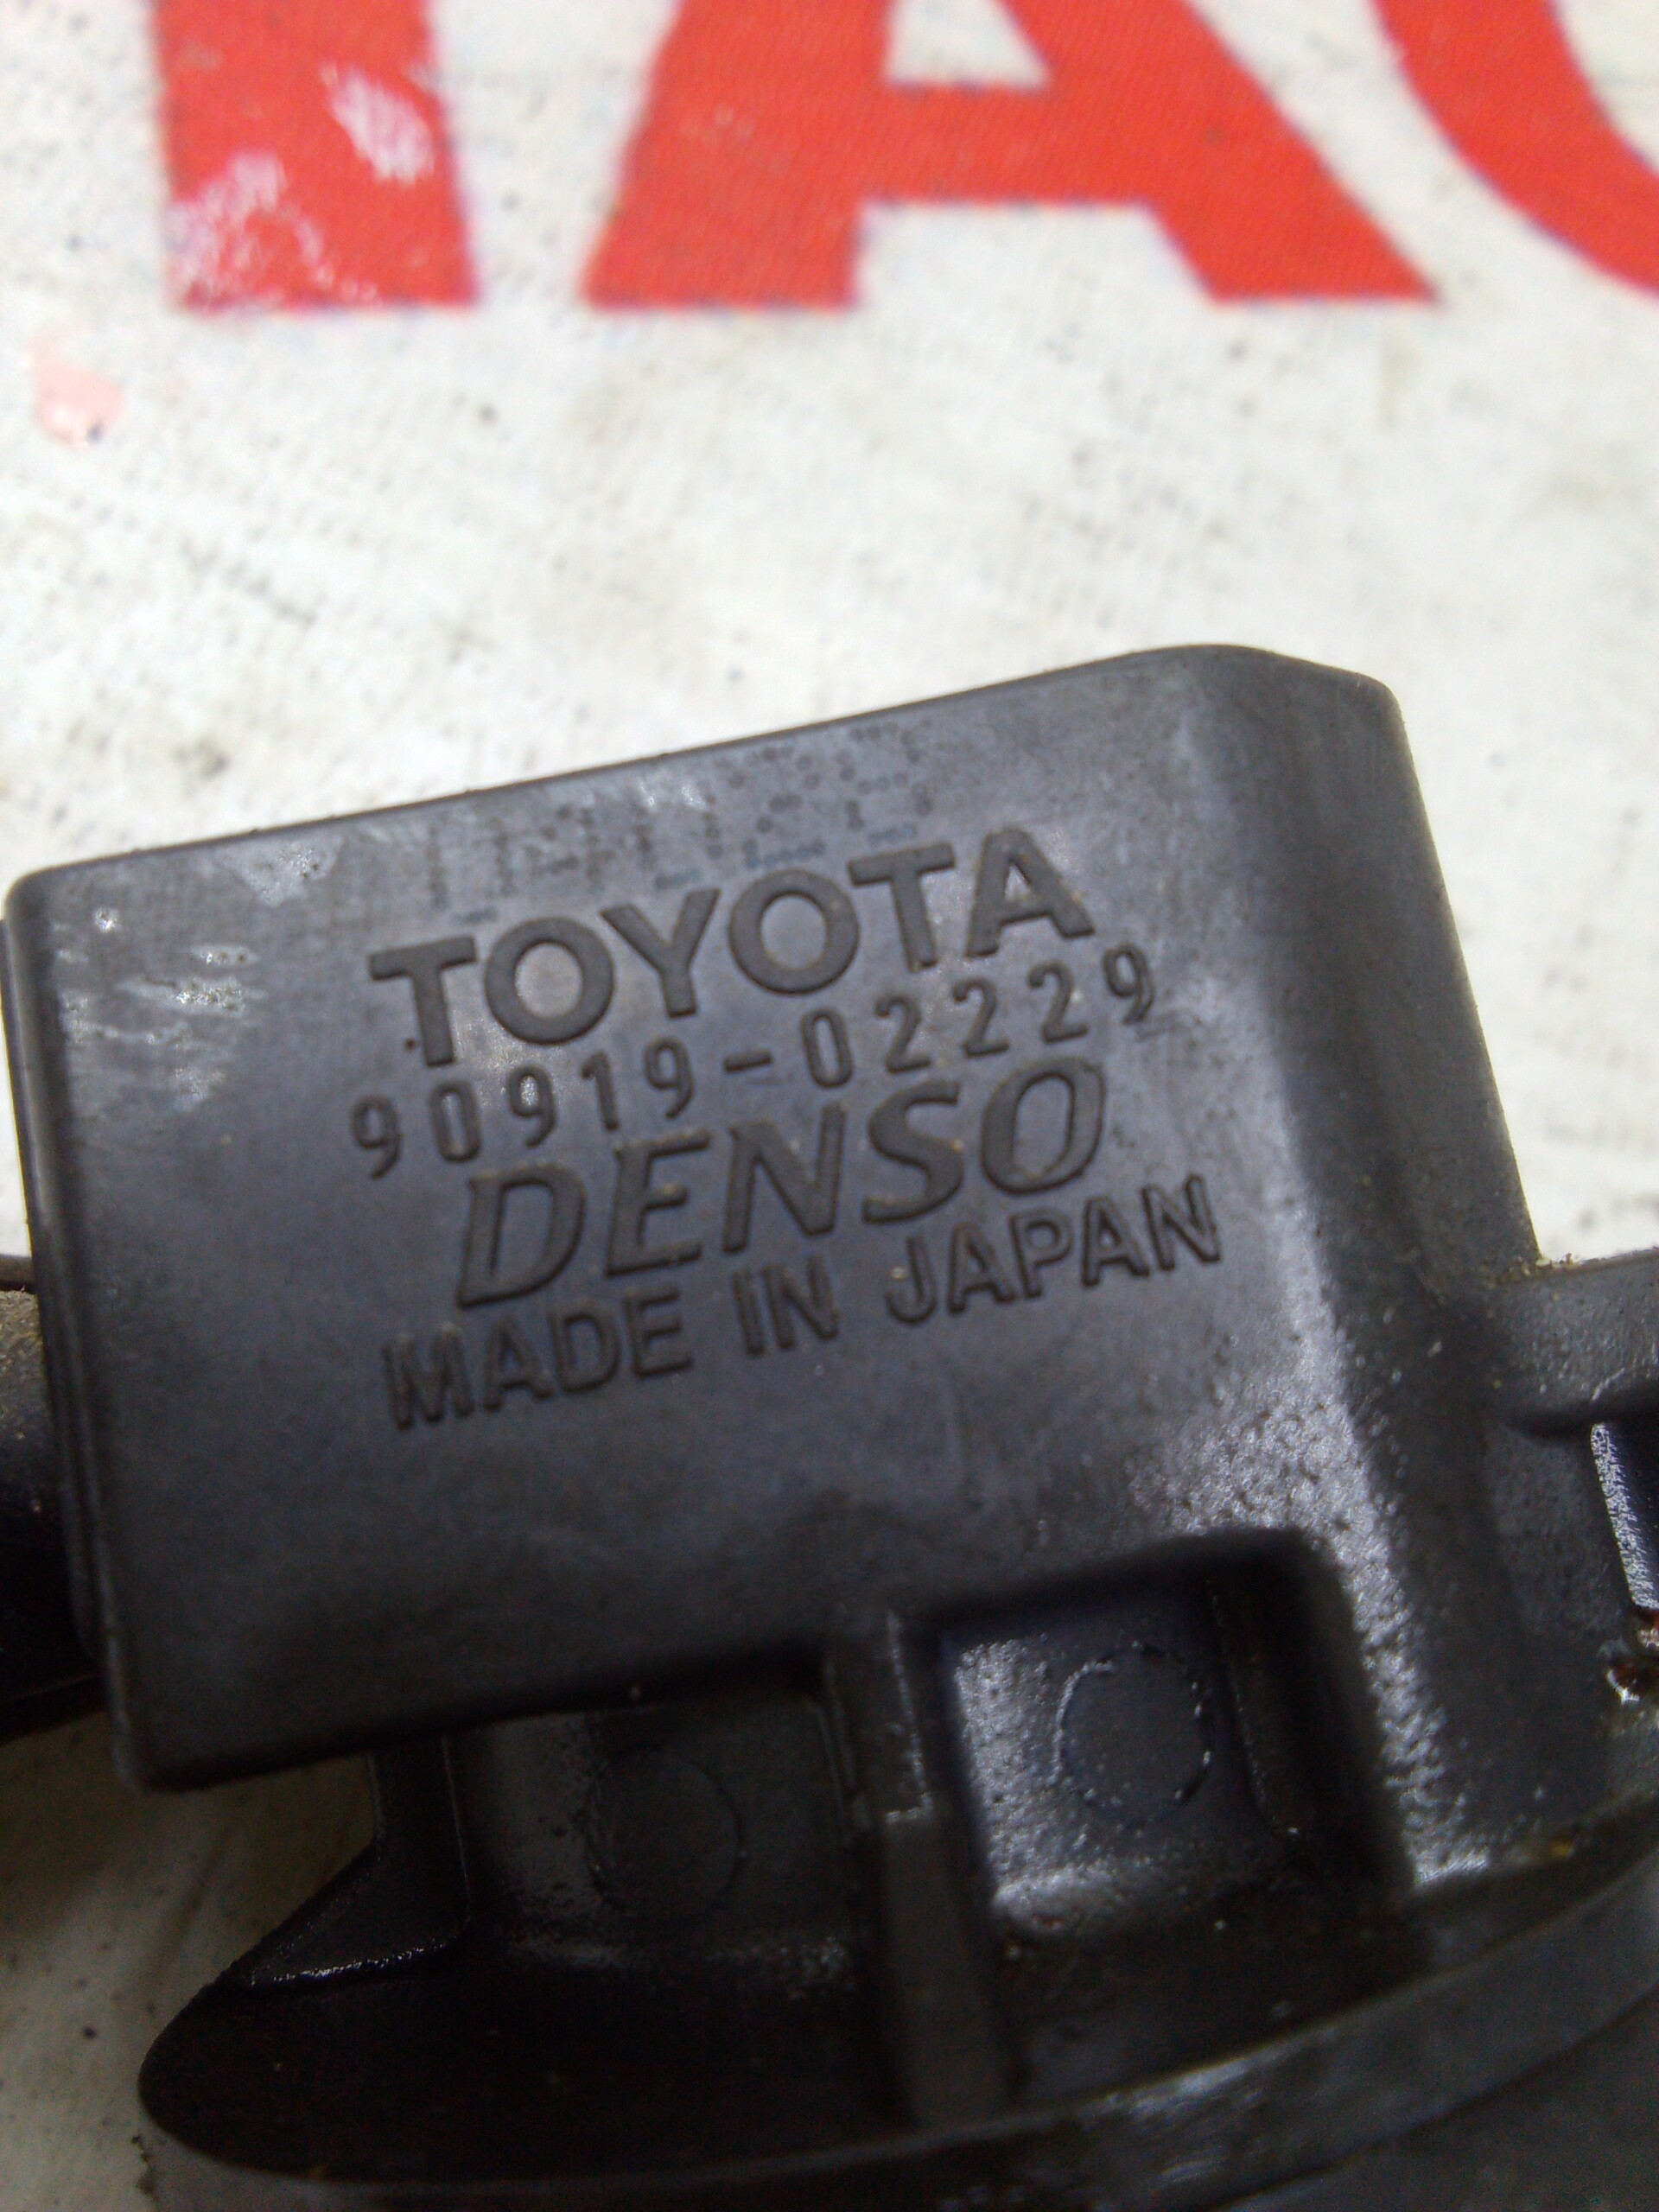 TOYOTA
90919-02229
DENSO
MADE IN JAPAN